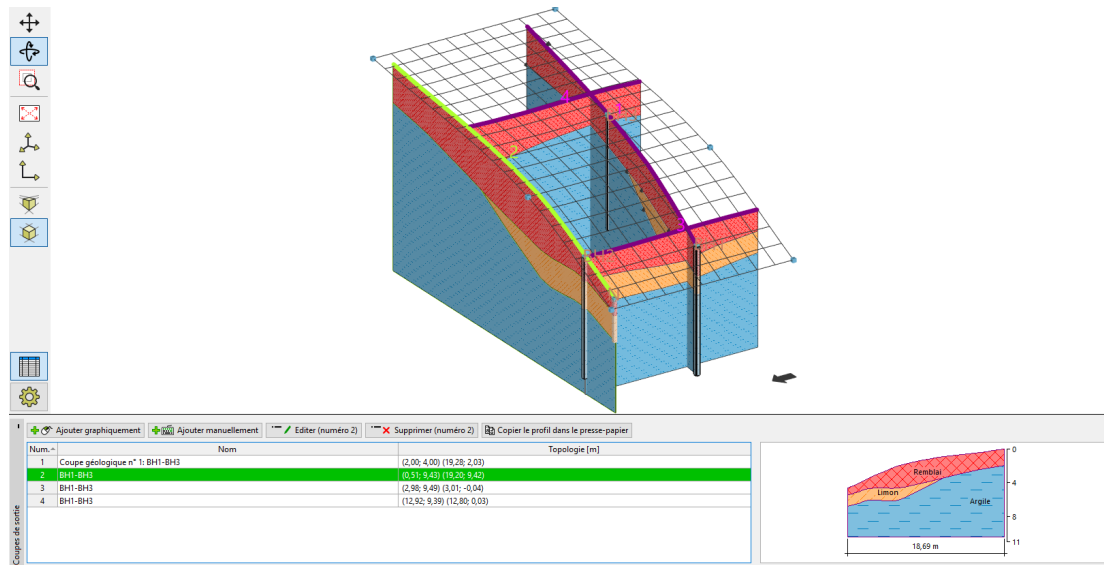 4
1
2
3
Ajouter graphiquement
Ajouter manuellement
Editer (numéro 2)
Supprimer (numéro 2)
Copier le profil dans le presse-papier
Num.
Nom
Topologie [m]
1 Coupe géologique n° 1: BH1-BH3 (2,00; 4,00) (19,28; 2,03)
2 BH1-BH3 (0,51; 9,43) (19,20; 9,42)
3 BH1-BH3 (2,98; 9,49) (3,01; -0,04)
4 BH1-BH3 (12,92; 9,39) (12,80; 0,03)
Coupes de sortie
0
Remblai
4
Limon
Argile
8
11
18,69 m